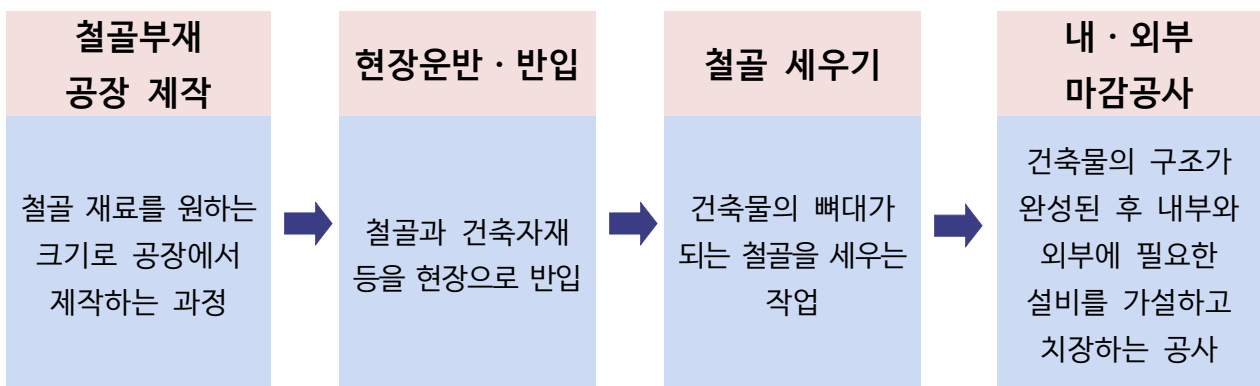 철골부재
공장 제작
철골 재료를 원하는
크기로 공장에서
제작하는 과정
현장운반 · 반입
철골과 건축자재
등을 현장으로 반입
철골 세우기
건축물의 뼈대가
되는 철골을 세우는
작업
내 · 외부
마감공사
건축물의 구조가
완성된 후 내부와
외부에 필요한
설비를 가설하고
치장하는 공사